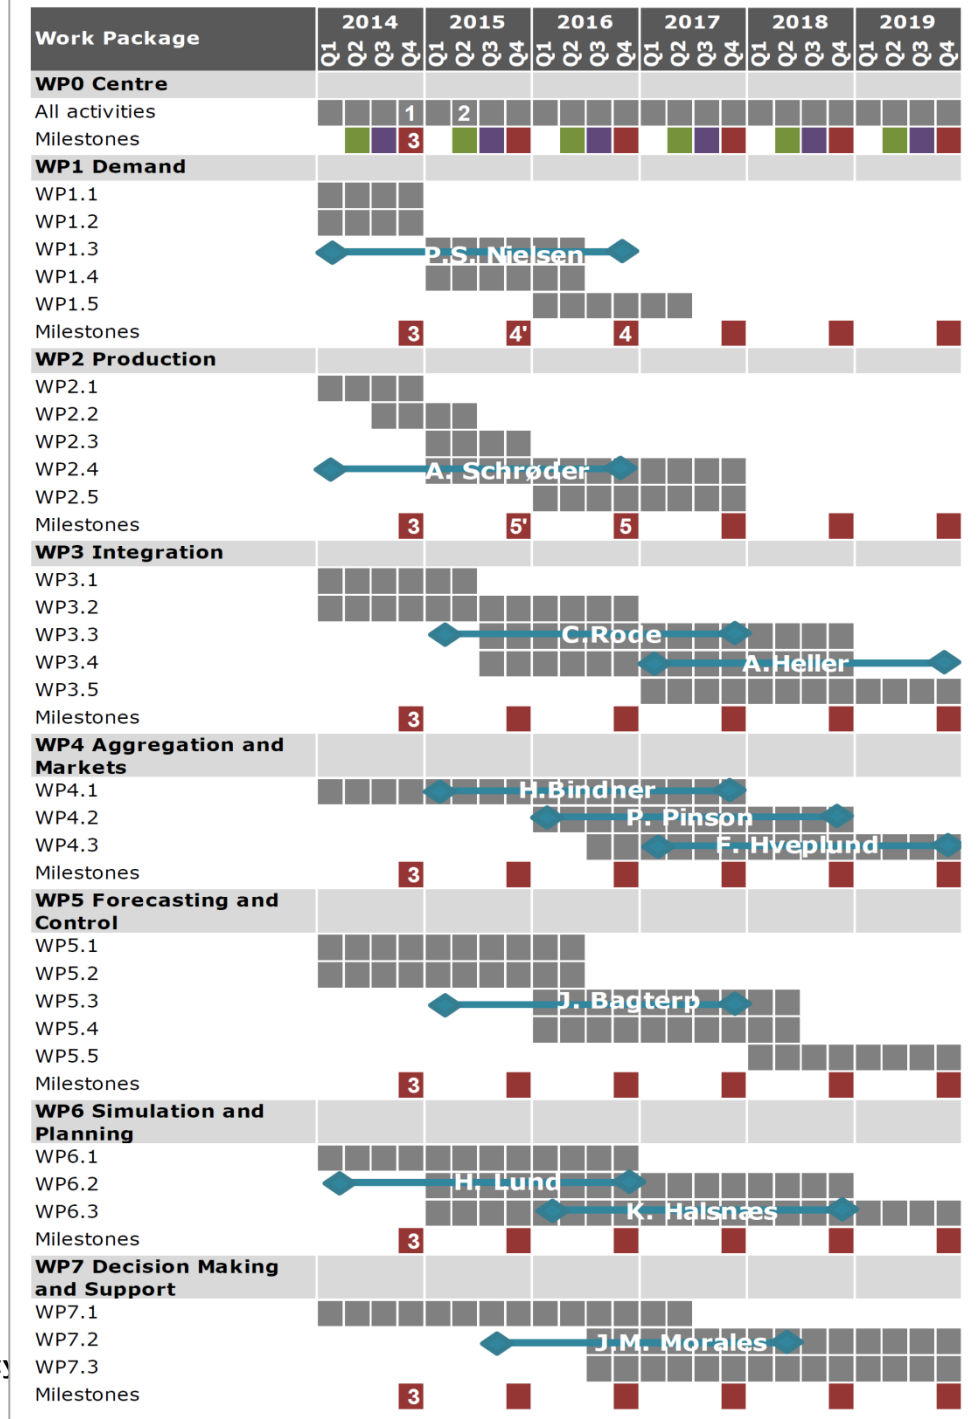 Work Package 2014 2015 2016 2017 2018 2019
Q1 Q2 Q3 Q4 Q1 Q2 Q3 Q4 Q1 Q2 Q3 Q4 Q1 Q2 Q3 Q4 Q1 Q2 Q3 Q4 Q1 Q2 Q3 Q4
WP0 Centre
All activities 1 2
Milestones 3
WP1 Demand
WP1.1
WP1.2
WP1.3 P.S. Nielsen
WP1.4
WP1.5
Milestones 3 4' 4
WP2 Production
WP2.1
WP2.2
WP2.3
WP2.4 A. Schrøder
WP2.5
Milestones 3 5' 5
WP3 Integration
WP3.1
WP3.2
WP3.3 C.Rode
WP3.4 A.Heller
WP3.5
Milestones 3
WP4 Aggregation and
Markets
WP4.1 H.Bindner
WP4.2 P. Pinson
WP4.3 F. Hveplund
Milestones 3
WP5 Forecasting and
Control
WP5.1
WP5.2
WP5.3 J. Bagterp
WP5.4
WP5.5
Milestones 3
WP6 Simulation and
Planning
WP6.1
WP6.2 H. Lund
WP6.3 K. Halsnæs
Milestones 3
WP7 Decision Making
and Support
WP7.1
WP7.2 J.M. Morales
WP7.3
Milestones 3